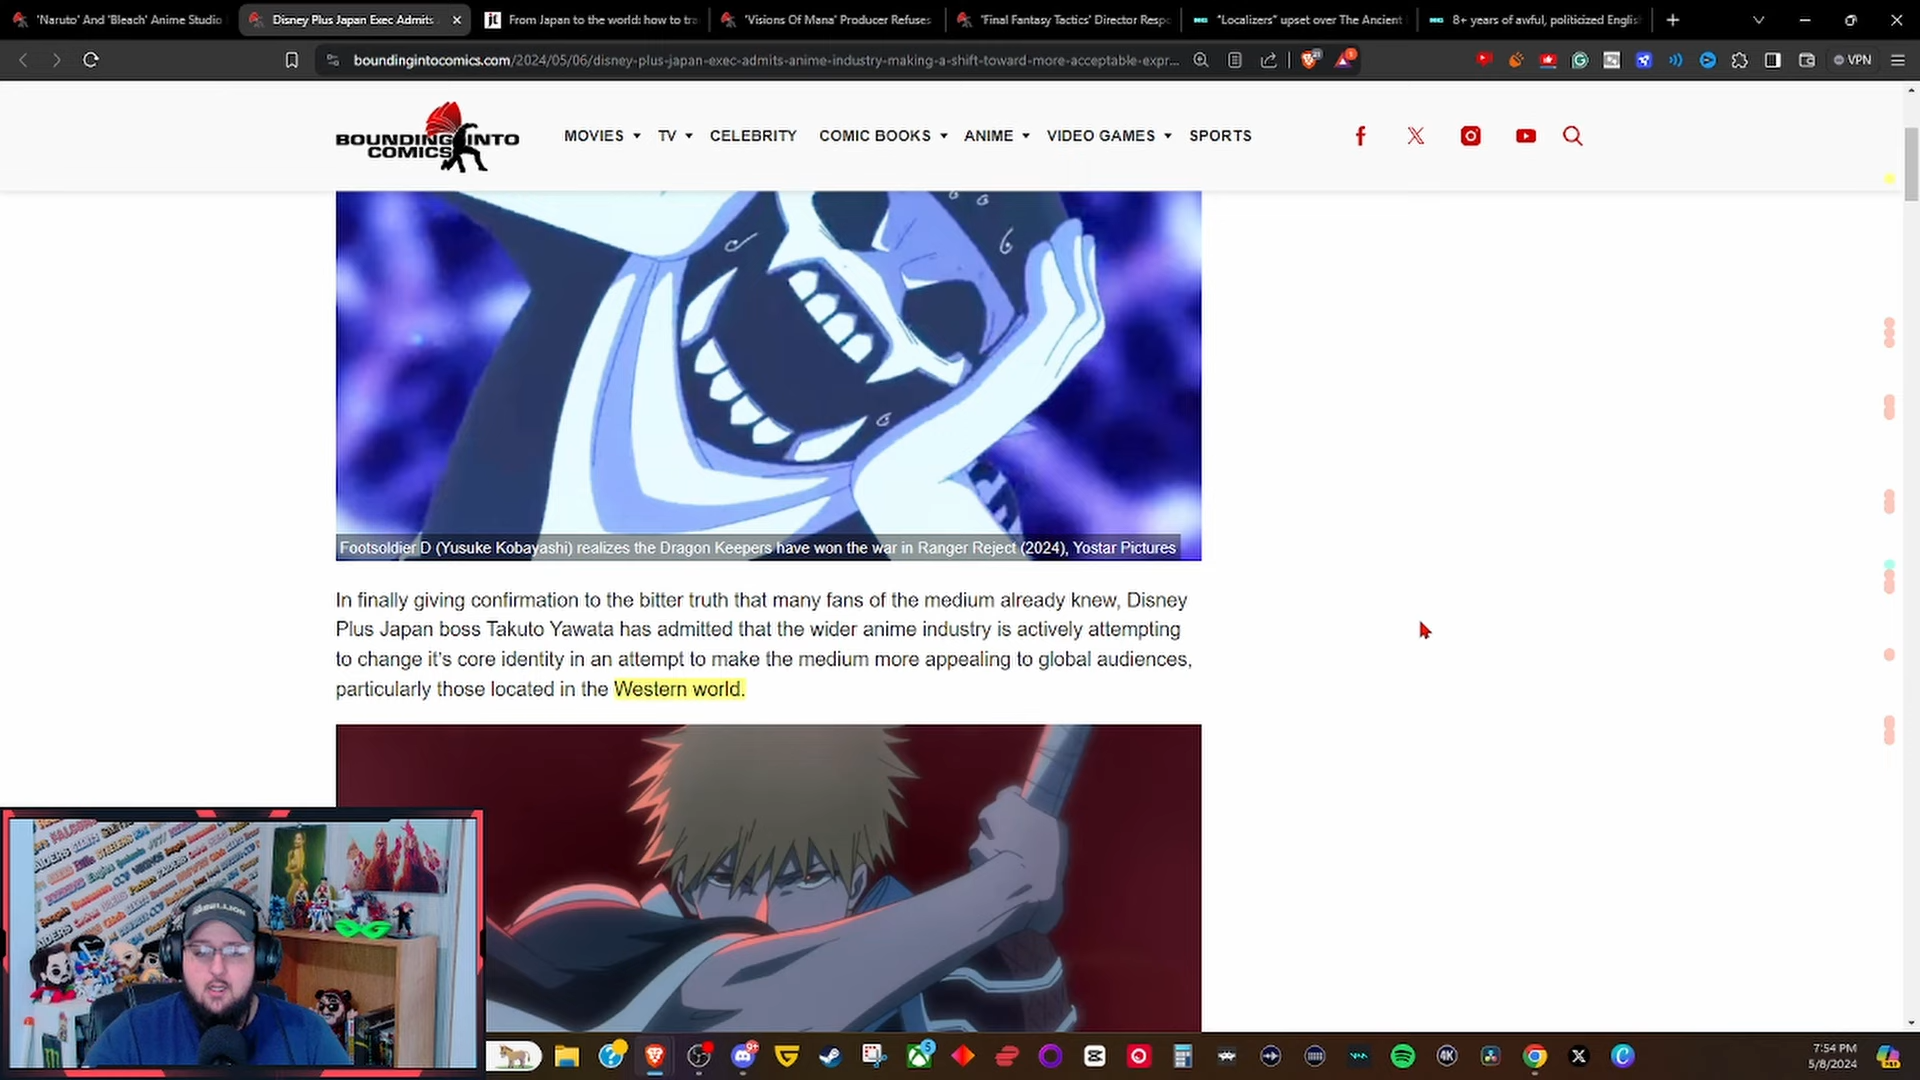 'Naruto' And 'Bleach' Anime Studio
Disney Plus Japan Exec Admits
jt From Japan to the world: how to tra
'Visions Of Mana' Producer Refuses
'Final Fantasy Tactics' Director Respo
"Localizers" upset over The Ancient
8+ years of awful, politicized Englis
boundingintocomics.com/2024/05/06/disney-plus-japan-exec-admits-anime-industry-making-a-shift-toward-more-acceptable-expr...
VPN
BOUNDING INTO
COMICS
MOVIES
TV
CELEBRITY
COMIC BOOKS
ANIME
VIDEO GAMES
SPORTS
Footsoldier D (Yusuke Kobayashi) realizes the Dragon Keepers have won the war in Ranger Reject (2024), Yostar Pictures
In finally giving confirmation to the bitter truth that many fans of the medium already knew, Disney
Plus Japan boss Takuto Yawata has admitted that the wider anime industry is actively attempting
to change it's core identity in an attempt to make the medium more appealing to global audiences,
particularly those located in the Western world.
REBELLION
7:54 PM
5/8/2024